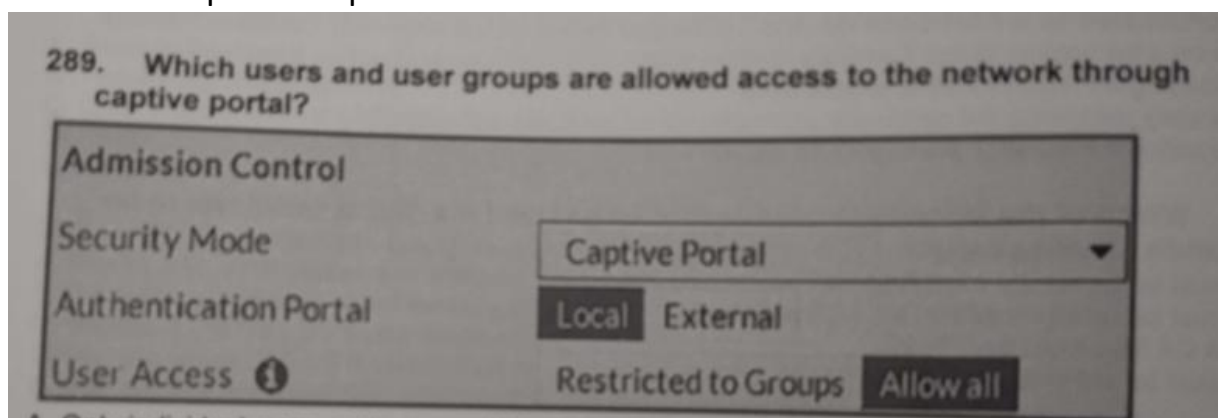 289. Which users and user groups are allowed access to the network through
captive portal?
Admission Control
Security Mode Captive Portal
Authentication Portal Local External
User Access Restricted to Groups Allow all